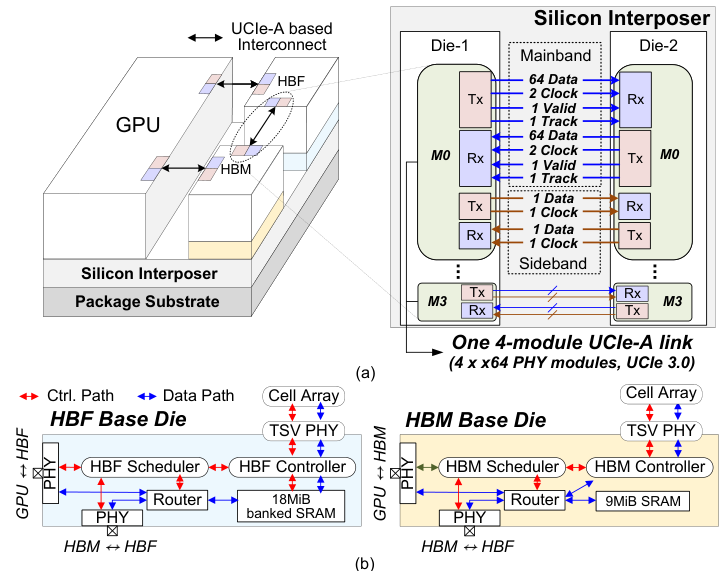 (a)
UCIe-A based
Interconnect
GPU
HBF
HBM
Silicon Interposer
Package Substrate
Silicon Interposer
Die-1
Die-2
Mainband
Tx
64 Data
2 Clock
1 Valid
1 Track
Rx
M0
Rx
64 Data
2 Clock
1 Valid
1 Track
Tx
M0
Tx
1 Data
1 Clock
Rx
Rx
1 Data
1 Clock
Tx
Sideband
M3
Tx
Rx
Rx
Tx
M3
One 4-module UCIe-A link
(4 x x64 PHY modules, UCIe 3.0)
(a)
Ctrl. Path
Data Path
HBF Base Die
Cell Array
TSV PHY
GPU ↔ HBF
PHY
HBF Scheduler
HBF Controller
Router
18MiB
banked SRAM
PHY
HBM ↔ HBF
HBM Base Die
Cell Array
TSV PHY
GPU ↔ HBM
PHY
HBM Scheduler
HBM Controller
Router
9MiB SRAM
PHY
HBM ↔ HBF
(b)